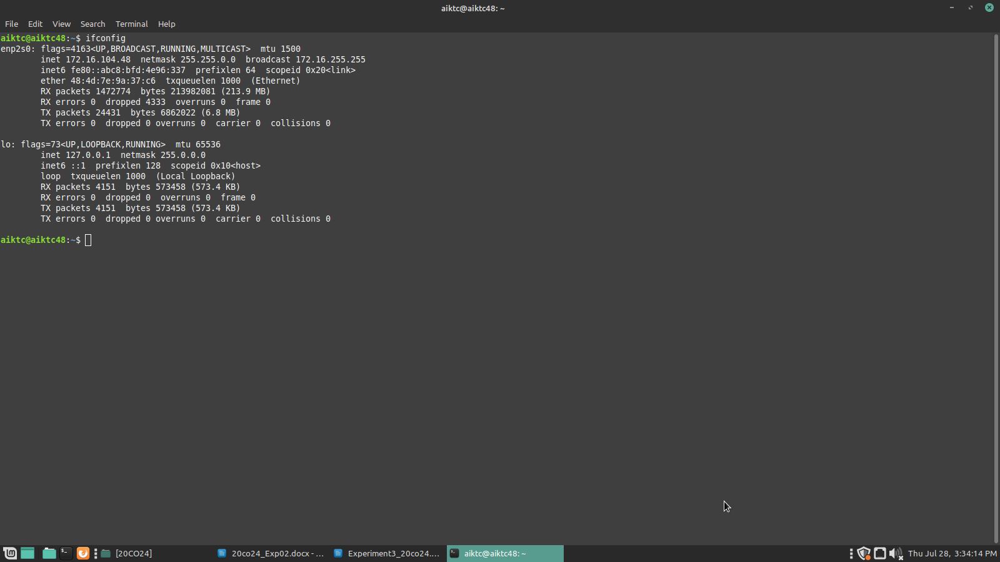 aiktc@aiktc48: ~
File Edit View Search Terminal Help
aiktc@aiktc48:~$ ifconfig
enp2s0: flags=4163<UP,BROADCAST,RUNNING,MULTICAST>  mtu 1500
        inet 172.16.104.48  netmask 255.255.0.0  broadcast 172.16.255.255
        inet6 fe80::abc8:bfd:4e96:337  prefixlen 64  scopeid 0x20<link>
        ether 48:4d:7e:9a:37:c6  txqueuelen 1000  (Ethernet)
        RX packets 1472774  bytes 213982081 (213.9 MB)
        RX errors 0  dropped 4333  overruns 0  frame 0
        TX packets 24431  bytes 6862022 (6.8 MB)
        TX errors 0  dropped 0 overruns 0  carrier 0  collisions 0
lo: flags=73<UP,LOOPBACK,RUNNING>  mtu 65536
        inet 127.0.0.1  netmask 255.0.0.0
        inet6 ::1  prefixlen 128  scopeid 0x10<host>
        loop  txqueuelen 1000  (Local Loopback)
        RX packets 4151  bytes 573458 (573.4 KB)
        RX errors 0  dropped 0  overruns 0  frame 0
        TX packets 4151  bytes 573458 (573.4 KB)
        TX errors 0  dropped 0 overruns 0  carrier 0  collisions 0
aiktc@aiktc48:~$
[20CO24] 20co24_Exp02.docx - ... Experiment3_20co24.... aiktc@aiktc48: ~ Thu Jul 28, 3:34:14 PM